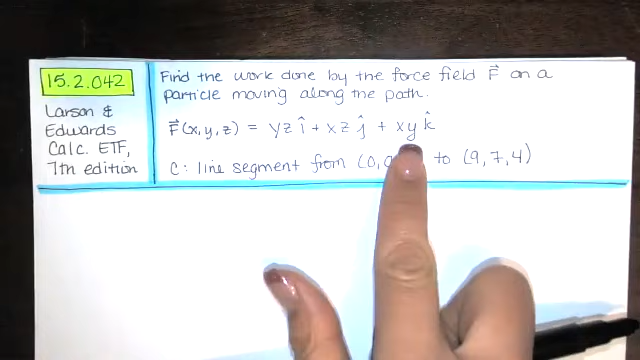 15.2.042
Larson &
Edwards
Calc. ETF,
7th edition
Find the work done by the force field F⃗ on a
particle moving along the path.
F⃗(x,y,z) = yz î + xz ĵ + xy k̂
C: line segment from (0, to (9,7,4)